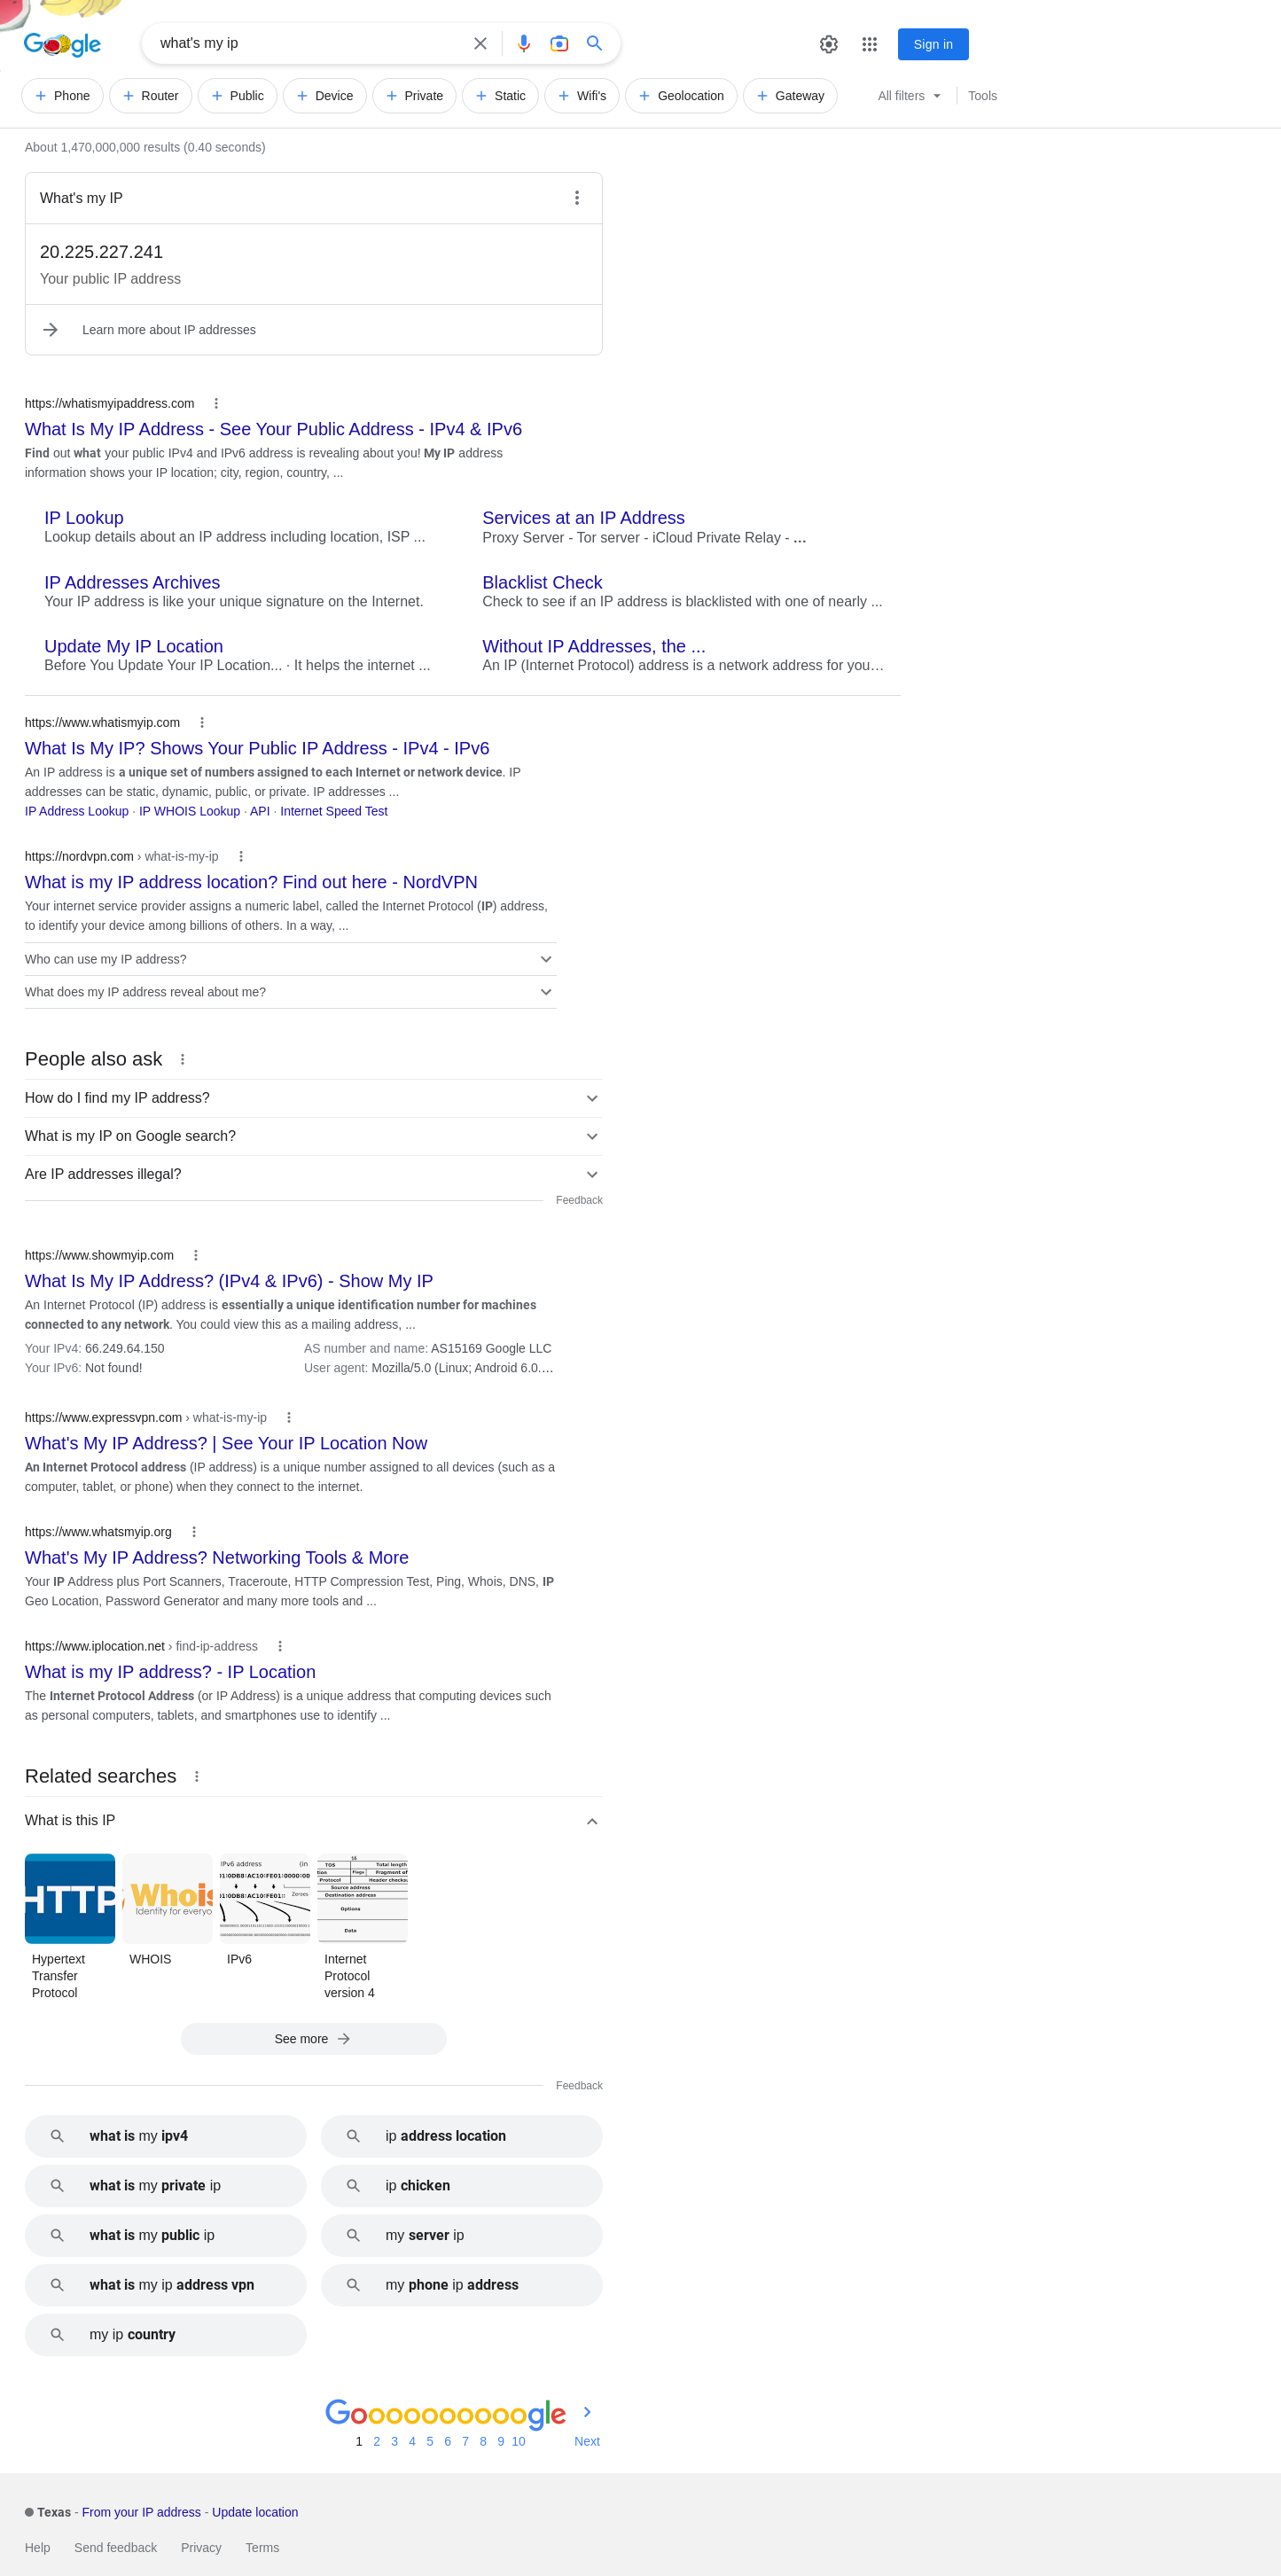 Google
what's my ip
Sign in
Phone
Router
Public
Device
Private
Static
Wifi's
Geolocation
Gateway
All filters
Tools
About 1,470,000,000 results (0.40 seconds)
What's my IP
20.225.227.241
Your public IP address
Learn more about IP addresses
https://whatismyipaddress.com
What Is My IP Address - See Your Public Address - IPv4 & IPv6
Find out what your public IPv4 and IPv6 address is revealing about you! My IP address
information shows your IP location; city, region, country, ...
IP Lookup
Lookup details about an IP address including location, ISP ...
Services at an IP Address
Proxy Server - Tor server - iCloud Private Relay - ...
IP Addresses Archives
Your IP address is like your unique signature on the Internet.
Blacklist Check
Check to see if an IP address is blacklisted with one of nearly ...
Update My IP Location
Before You Update Your IP Location... · It helps the internet ...
Without IP Addresses, the ...
An IP (Internet Protocol) address is a network address for you…
https://www.whatismyip.com
What Is My IP? Shows Your Public IP Address - IPv4 - IPv6
An IP address is a unique set of numbers assigned to each Internet or network device. IP
addresses can be static, dynamic, public, or private. IP addresses ...
IP Address Lookup · IP WHOIS Lookup · API · Internet Speed Test
https://nordvpn.com › what-is-my-ip
What is my IP address location? Find out here - NordVPN
Your internet service provider assigns a numeric label, called the Internet Protocol (IP) address,
to identify your device among billions of others. In a way, ...
Who can use my IP address?
What does my IP address reveal about me?
People also ask
How do I find my IP address?
What is my IP on Google search?
Are IP addresses illegal?
Feedback
https://www.showmyip.com
What Is My IP Address? (IPv4 & IPv6) - Show My IP
An Internet Protocol (IP) address is essentially a unique identification number for machines
connected to any network. You could view this as a mailing address, ...
Your IPv4: 66.249.64.150
AS number and name: AS15169 Google LLC
Your IPv6: Not found!
User agent: Mozilla/5.0 (Linux; Android 6.0.…
https://www.expressvpn.com › what-is-my-ip
What's My IP Address? | See Your IP Location Now
An Internet Protocol address (IP address) is a unique number assigned to all devices (such as a
computer, tablet, or phone) when they connect to the internet.
https://www.whatsmyip.org
What's My IP Address? Networking Tools & More
Your IP Address plus Port Scanners, Traceroute, HTTP Compression Test, Ping, Whois, DNS, IP
Geo Location, Password Generator and many more tools and ...
https://www.iplocation.net › find-ip-address
What is my IP address? - IP Location
The Internet Protocol Address (or IP Address) is a unique address that computing devices such
as personal computers, tablets, and smartphones use to identify ...
Related searches
What is this IP
HTTP
Whois
Identity for everyo
IPv6 address (in
Zeroes
16
TOS Total length
Flags Fragment of
Protocol Header checksu
Source address
Destination address
Options
Data
Hypertext
Transfer
Protocol
WHOIS
IPv6
Internet
Protocol
version 4
See more
Feedback
what is my ipv4
ip address location
what is my private ip
ip chicken
what is my public ip
my server ip
what is my ip address vpn
my phone ip address
my ip country
Goooooooooogle
1 2 3 4 5 6 7 8 9 10 Next
Texas - From your IP address - Update location
Help Send feedback Privacy Terms